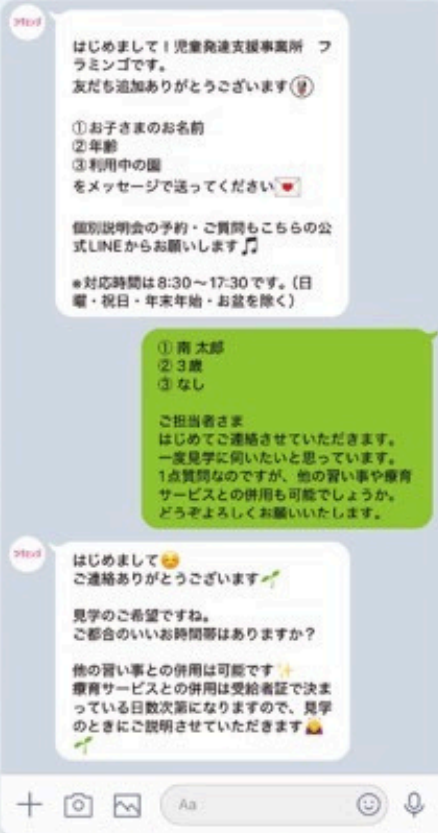 はじめまして！児童発達支援事業所　フ
ラミンゴです。
友だち追加ありがとうございます
①お子さまのお名前
②年齢
③利用中の園
をメッセージで送ってください💌
個別説明会の予約・ご質問もこちらの公
式LINEからお願いします🎵
※対応時間は8:30～17:30です。（日
曜・祝日・年末年始・お盆を除く）
① 南 太郎
② 3歳
③ なし
ご担当者さま
はじめてご連絡させていただきます。
一度見学に伺いたいと思っています。
1点質問なのですが、他の習い事や療育
サービスとの併用も可能でしょうか。
どうぞよろしくお願いいたします。
はじめまして☺️
ご連絡ありがとうございます🌱
見学のご希望ですね。
ご都合のいいお時間帯はありますか？
他の習い事との併用は可能です✨
療育サービスとの併用は受給者証で決ま
っている日数次第になりますので、見学
のときにご説明させていただきます🙇
🌱
Aa